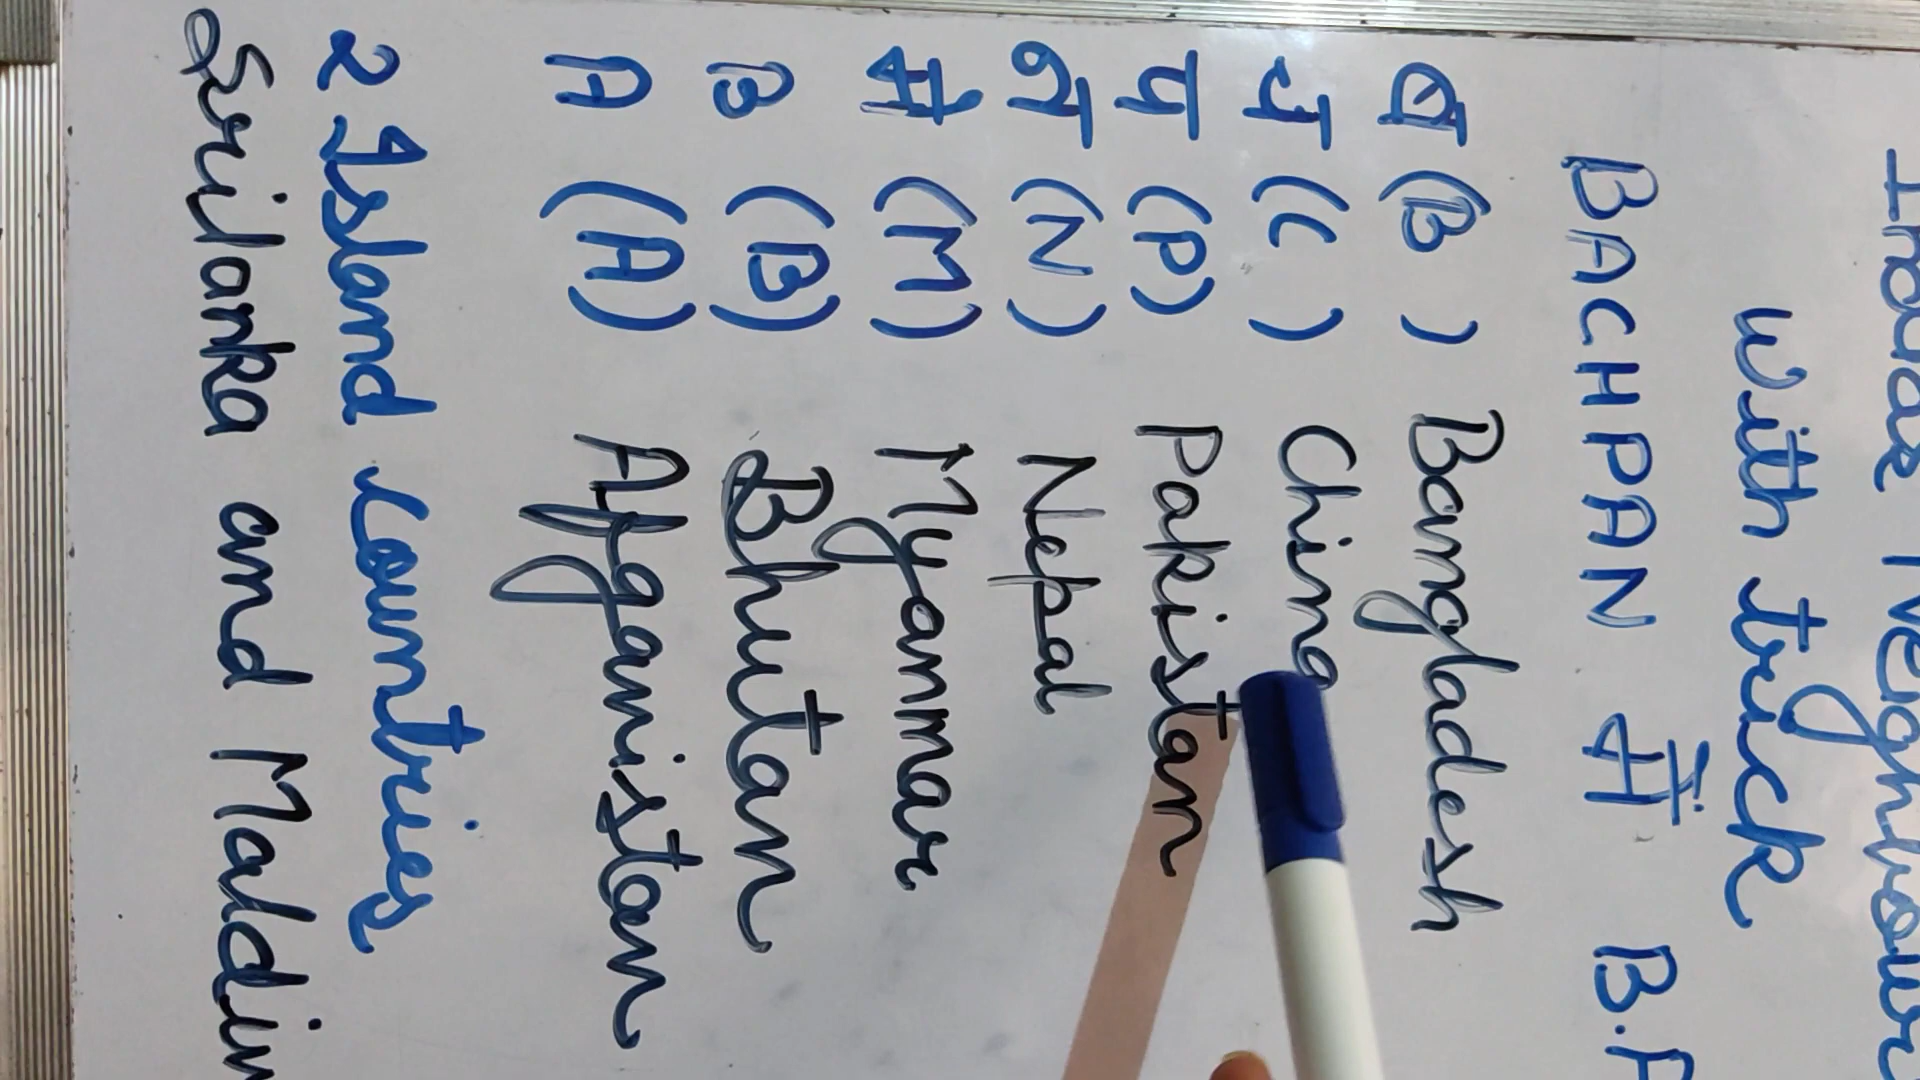 with trick
BACHPAN में B.A
ब (B) Bangladesh
च (C) China
प (P) Pakistan
न (N) Nepal
में (M) Myanmar
B (B) Bhutan
A (A) Afganistan
2 Island Countries
Srilanka and Maldiv